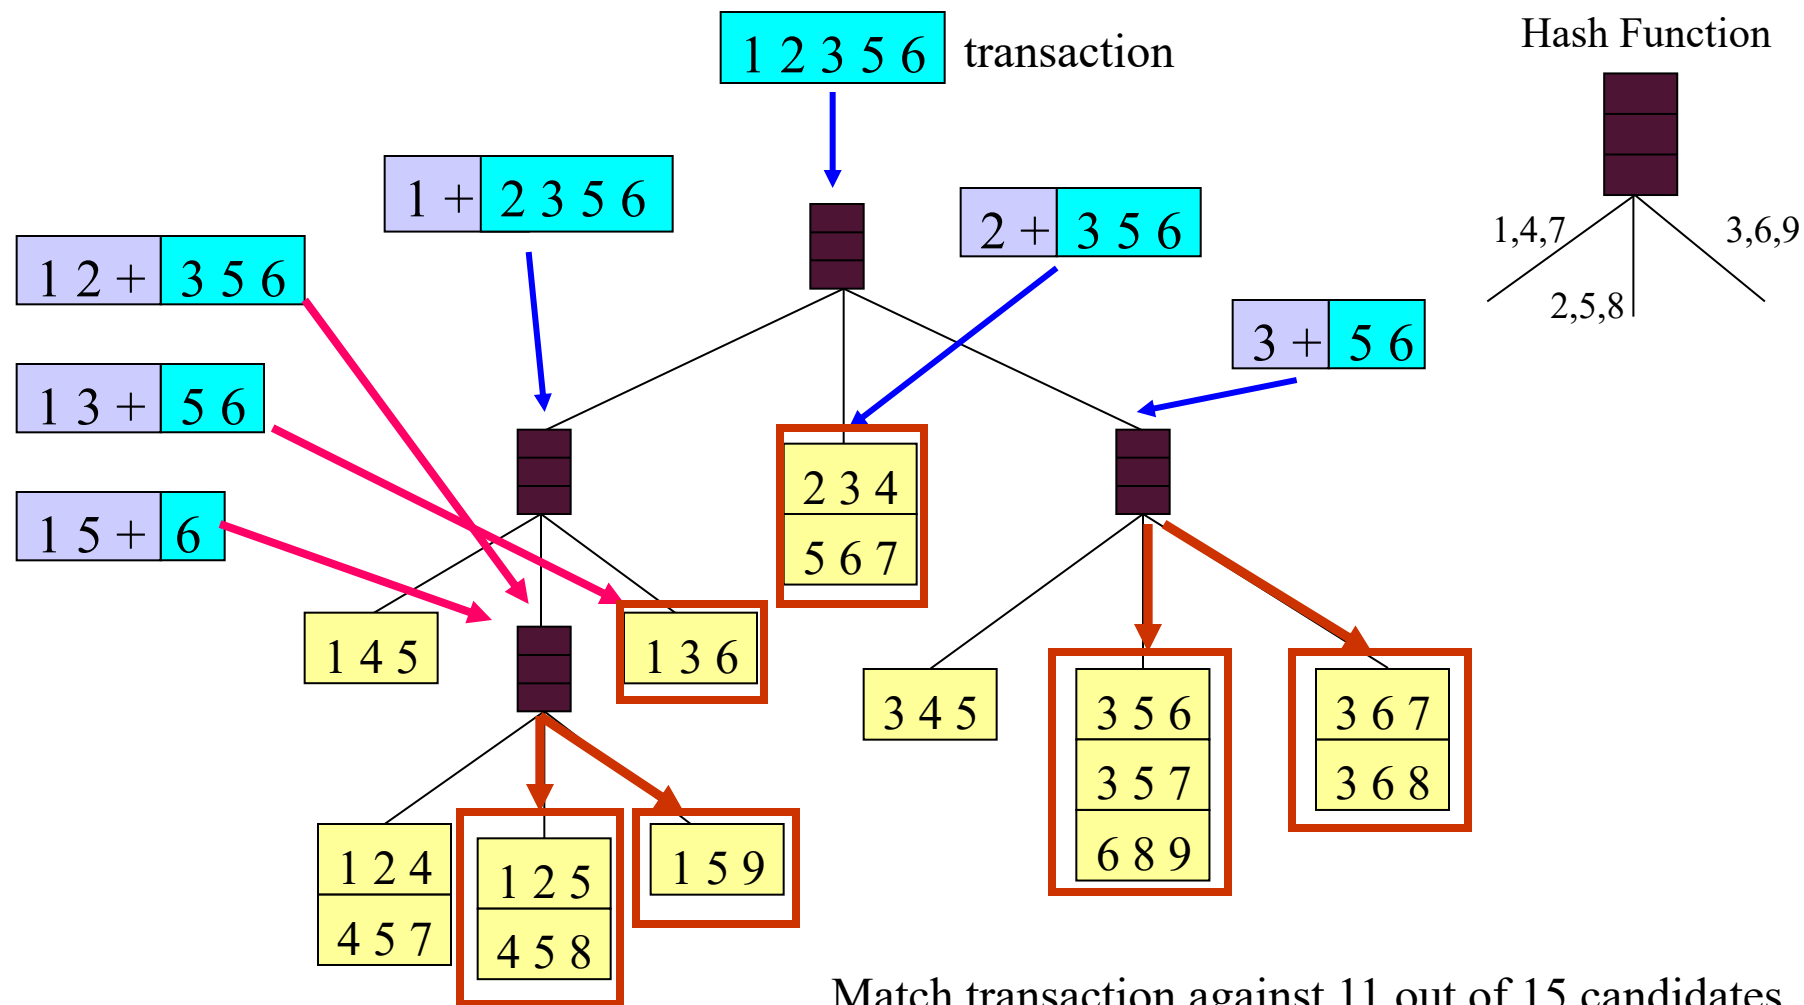 1 2 3 5 6 transaction
Hash Function
1 + 2 3 5 6
2 + 3 5 6
1,4,7
3,6,9
2,5,8
1 2 + 3 5 6
3 + 5 6
1 3 + 5 6
1 5 + 6
2 3 4
5 6 7
1 4 5
1 3 6
3 4 5
3 5 6
3 5 7
6 8 9
3 6 7
3 6 8
1 2 4
4 5 7
1 2 5
4 5 8
1 5 9
Match transaction against 11 out of 15 candidates